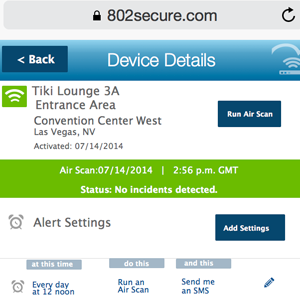 802secure.com
< Back
Device Details
Tiki Lounge 3A
Entrance Area
Convention Center West
Las Vegas, NV
Activated: 07/14/2014
Run Air Scan
Air Scan:07/14/2014 | 2:56 p.m. GMT
Status: No incidents detected.
Alert Settings
Add Settings
at this time
do this
and this
Every day
at 12 noon
Run an
Air Scan
Send me
an SMS